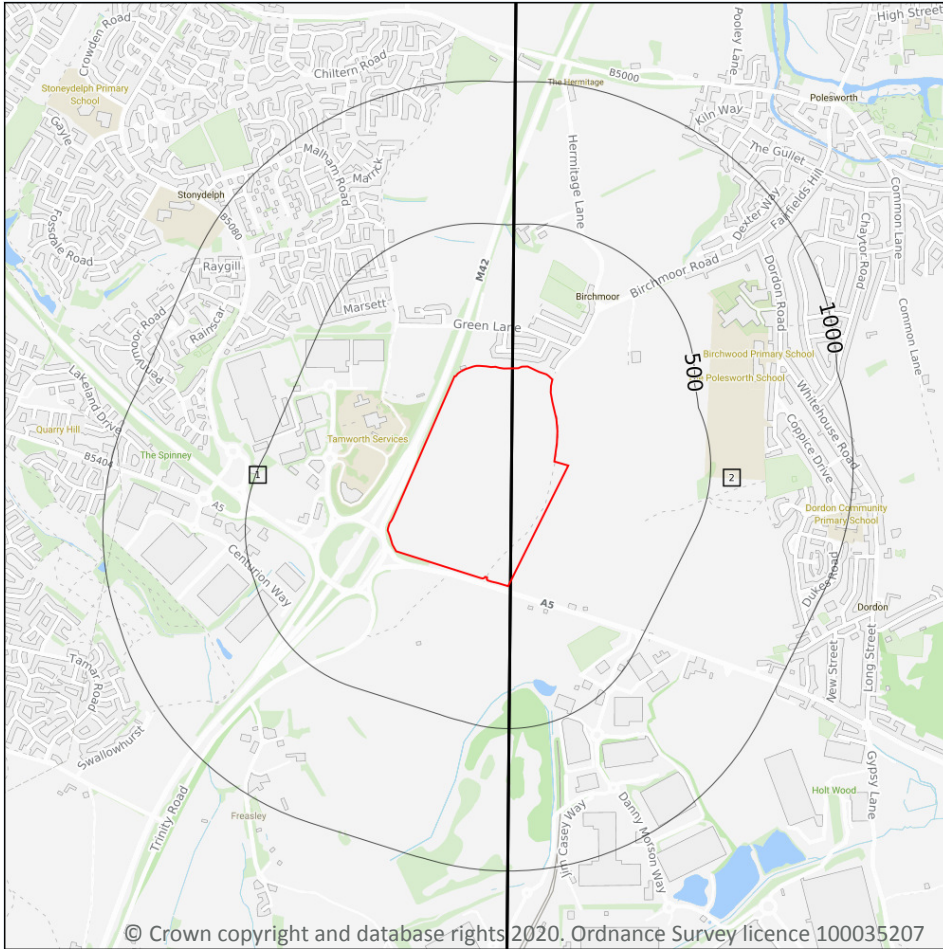 High Street
Crowden Road
Pooley Lane
Chiltern Road
B5000
The Hermitage
Stoneydelph Primary
School
Polesworth
Kiln Way
Gayle
The Gullet
Malham Road
Marrick
Hermitage Lane
Fairfields Hill
Dexter Way
Common Lane
Stonydelph
B5080
Chaytor Road
Fossdale Road
Raygill
M42
Birchmoor Road
Dordon Road
Birchmoor
Marsett
Rainscar
Pennymoor Road
Green Lane
1000
Common Lane
500
Birchwood Primary School
Polesworth School
Lakeland Drive
Whitehouse Road
Quarry Hill
Tamworth Services
Coppice Drive
The Spinney
B5404
1
2
A5
Dordon Community
Primary School
Centurion Way
Dukes Road
A5
Dordon
New Street
Long Street
Tamar Road
Swallowhurst
Gypsy Lane
Holt Wood
Freasley
Trinity Road
Jim Casey Way
Danny Morson Way
© Crown copyright and database rights 2020. Ordnance Survey licence 100035207